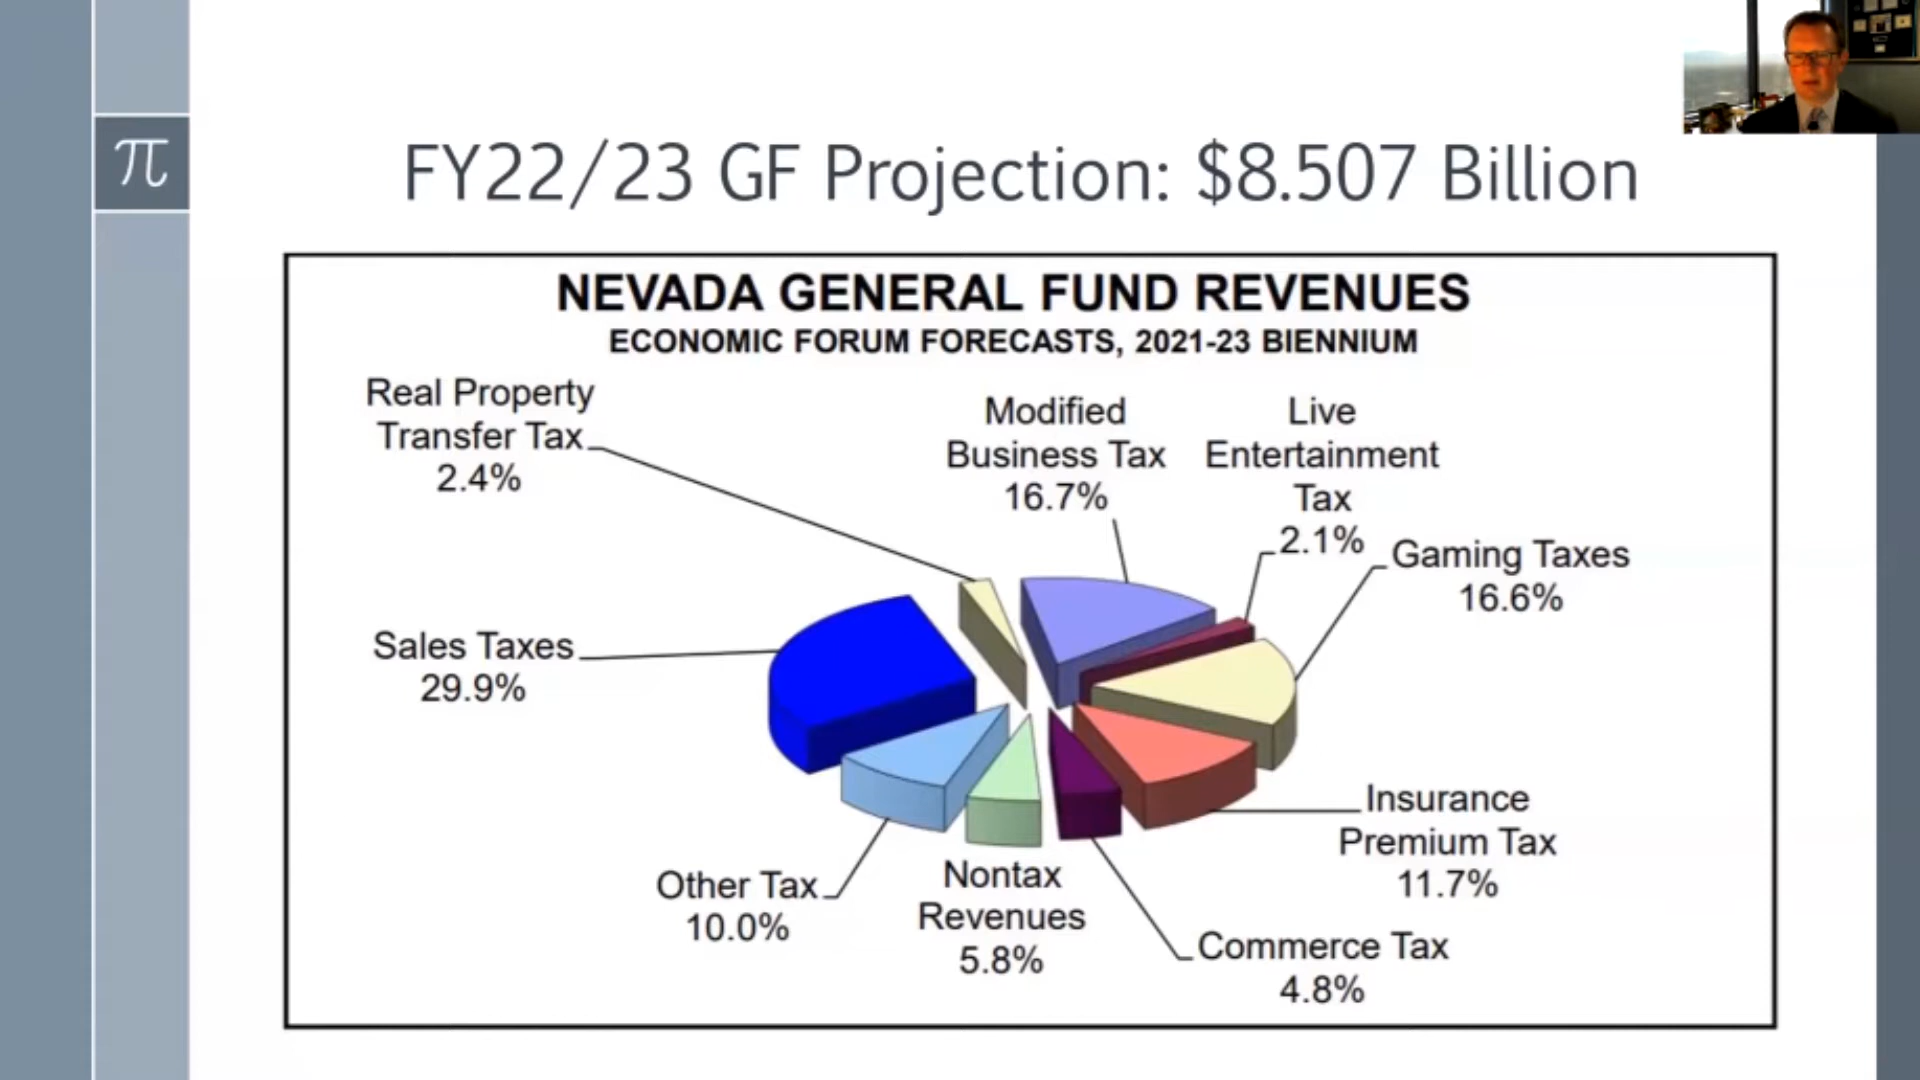 π
FY22/23 GF Projection: $8.507 Billion
NEVADA GENERAL FUND REVENUES
ECONOMIC FORUM FORECASTS, 2021-23 BIENNIUM
Real Property
Transfer Tax
2.4%
Modified
Business Tax
16.7%
Live
Entertainment
Tax
2.1%
Gaming Taxes
16.6%
Sales Taxes
29.9%
Insurance
Premium Tax
11.7%
Other Tax
10.0%
Nontax
Revenues
5.8%
Commerce Tax
4.8%